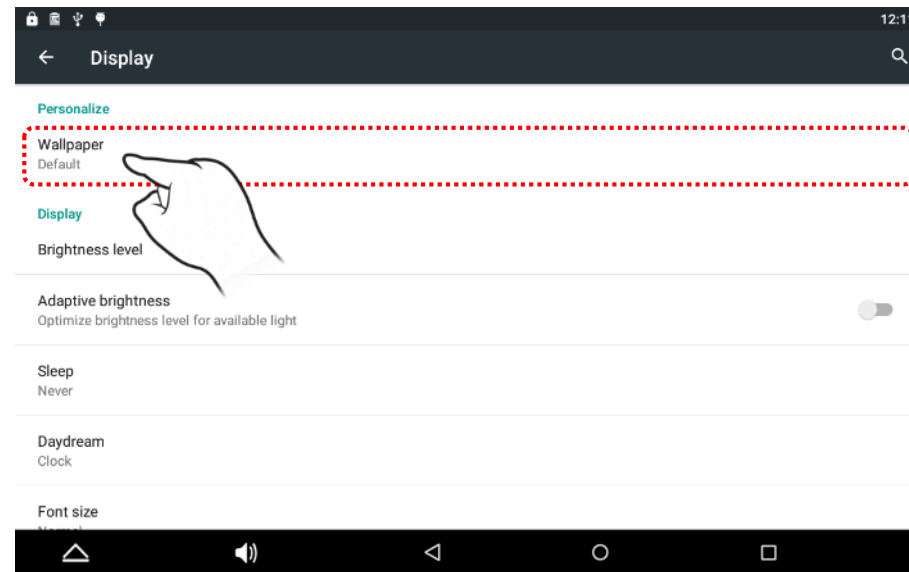 12:1
Display
Personalize
Wallpaper
Default
Display
Brightness level
Adaptive brightness
Optimize brightness level for available light
Sleep
Never
Daydream
Clock
Font size